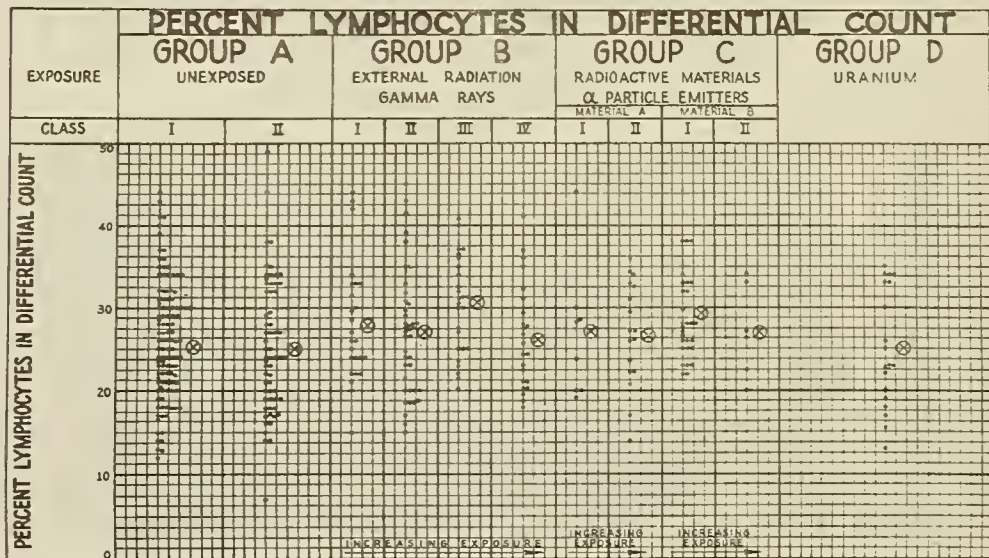 PERCENT LYMPHOCYTES IN DIFFERENTIAL COUNT
GROUP A GROUP B GROUP C GROUP D
EXPOSURE UNEXPOSED EXTERNAL RADIATION RADIOACTIVE MATERIALS URANIUM
GAMMA RAYS α PARTICLE EMITTERS
MATERIAL A MATERIAL B
CLASS I II I II III IV I II I II
PERCENT LYMPHOCYTES IN DIFFERENTIAL COUNT
50
40
30
20
10
0
INCREASING EXPOSURE
INCREASING
EXPOSURE
INCREASING
EXPOSURE